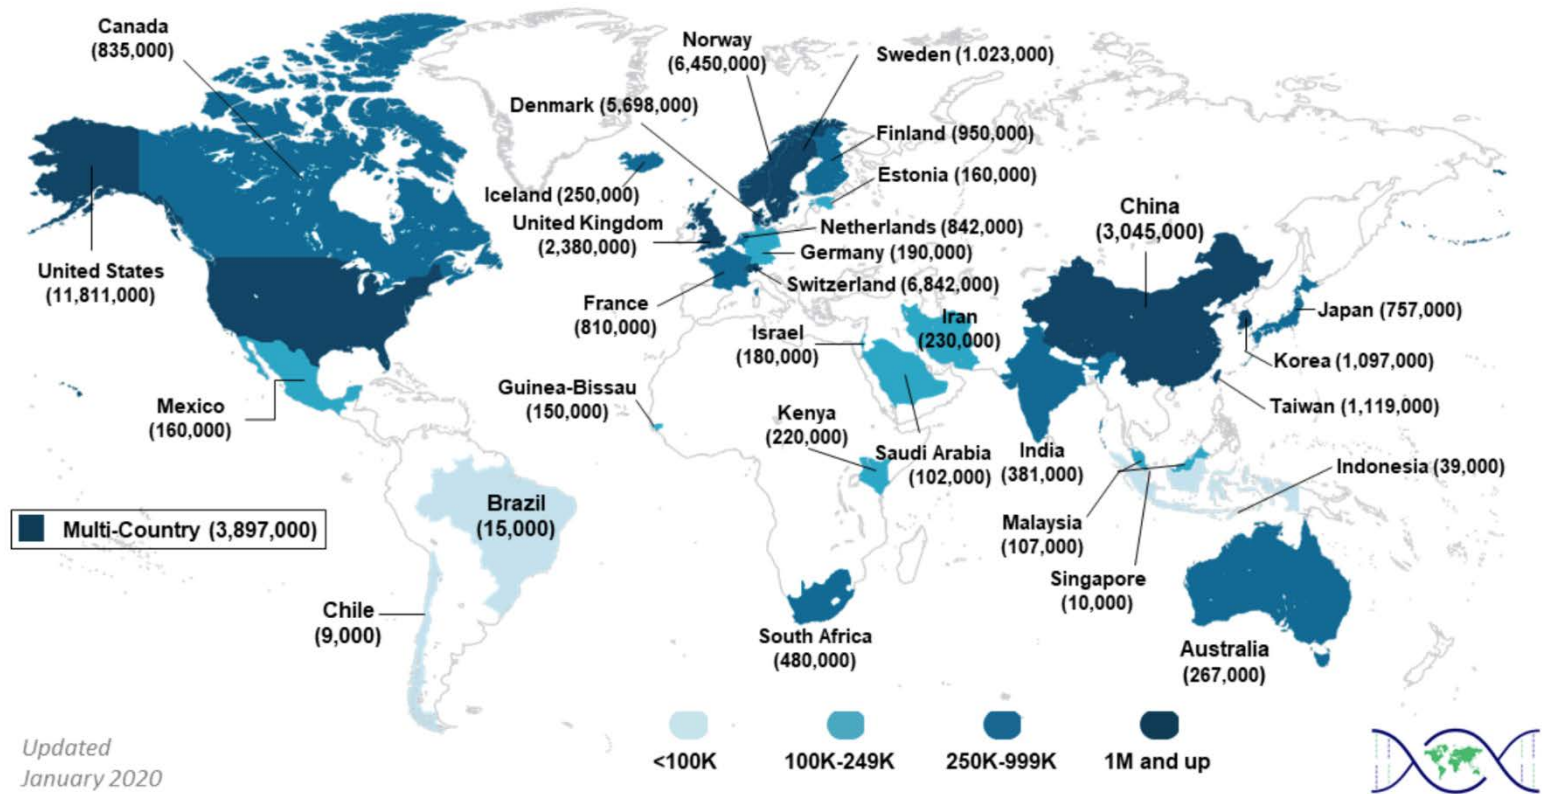 Canada
(835,000)
Norway
(6,450,000)
Sweden (1.023,000)
Denmark (5,698,000)
Finland (950,000)
Iceland (250,000)
Estonia (160,000)
United Kingdom
(2,380,000)
Netherlands (842,000)
China
(3,045,000)
Germany (190,000)
United States
(11,811,000)
Switzerland (6,842,000)
France
(810,000)
Israel
(180,000)
Iran
(230,000)
Japan (757,000)
Korea (1,097,000)
Mexico
(160,000)
Guinea-Bissau
(150,000)
Kenya
(220,000)
Taiwan (1,119,000)
Saudi Arabia
(102,000)
India
(381,000)
Indonesia (39,000)
Brazil
(15,000)
Multi-Country (3,897,000)
Malaysia
(107,000)
Singapore
(10,000)
Chile
(9,000)
South Africa
(480,000)
Australia
(267,000)
Updated
January 2020
<100K
100K-249K
250K-999K
1M and up